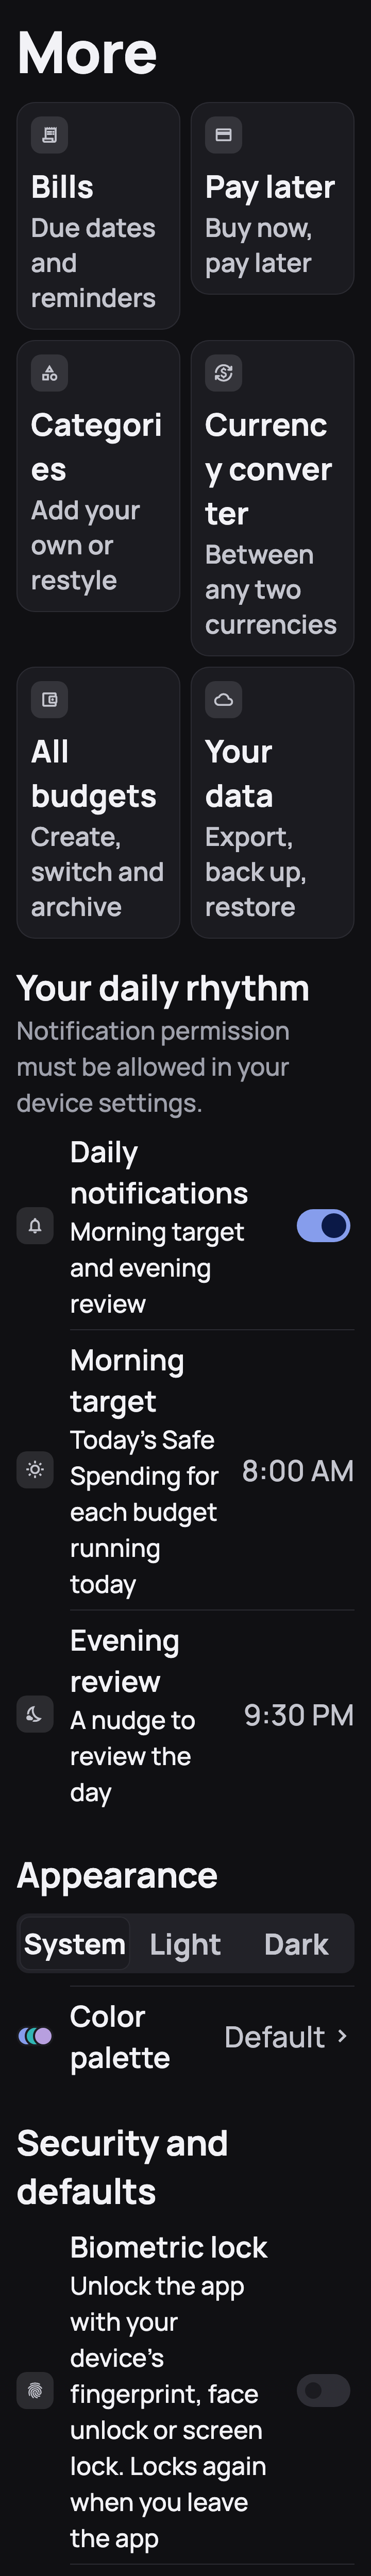 More
Bills
Due dates
and
reminders
Pay later
Buy now,
pay later
Categori
es
Add your
own or
restyle
Currenc
y conver
ter
Between
any two
currencies
All
budgets
Create,
switch and
archive
Your
data
Export,
back up,
restore
Your daily rhythm
Notification permission
must be allowed in your
device settings.
Daily
notifications
Morning target
and evening
review
Morning
target
Today's Safe
Spending for
each budget
running
today
8:00 AM
Evening
review
A nudge to
review the
day
9:30 PM
Appearance
System Light Dark
Color
palette
Default
Security and
defaults
Biometric lock
Unlock the app
with your
device's
fingerprint, face
unlock or screen
lock. Locks again
when you leave
the app